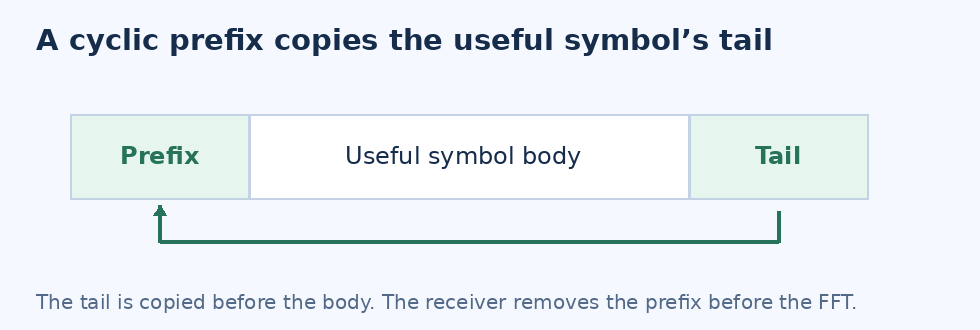 A cyclic prefix copies the useful symbol’s tail
Prefix
Useful symbol body
Tail
The tail is copied before the body. The receiver removes the prefix before the FFT.